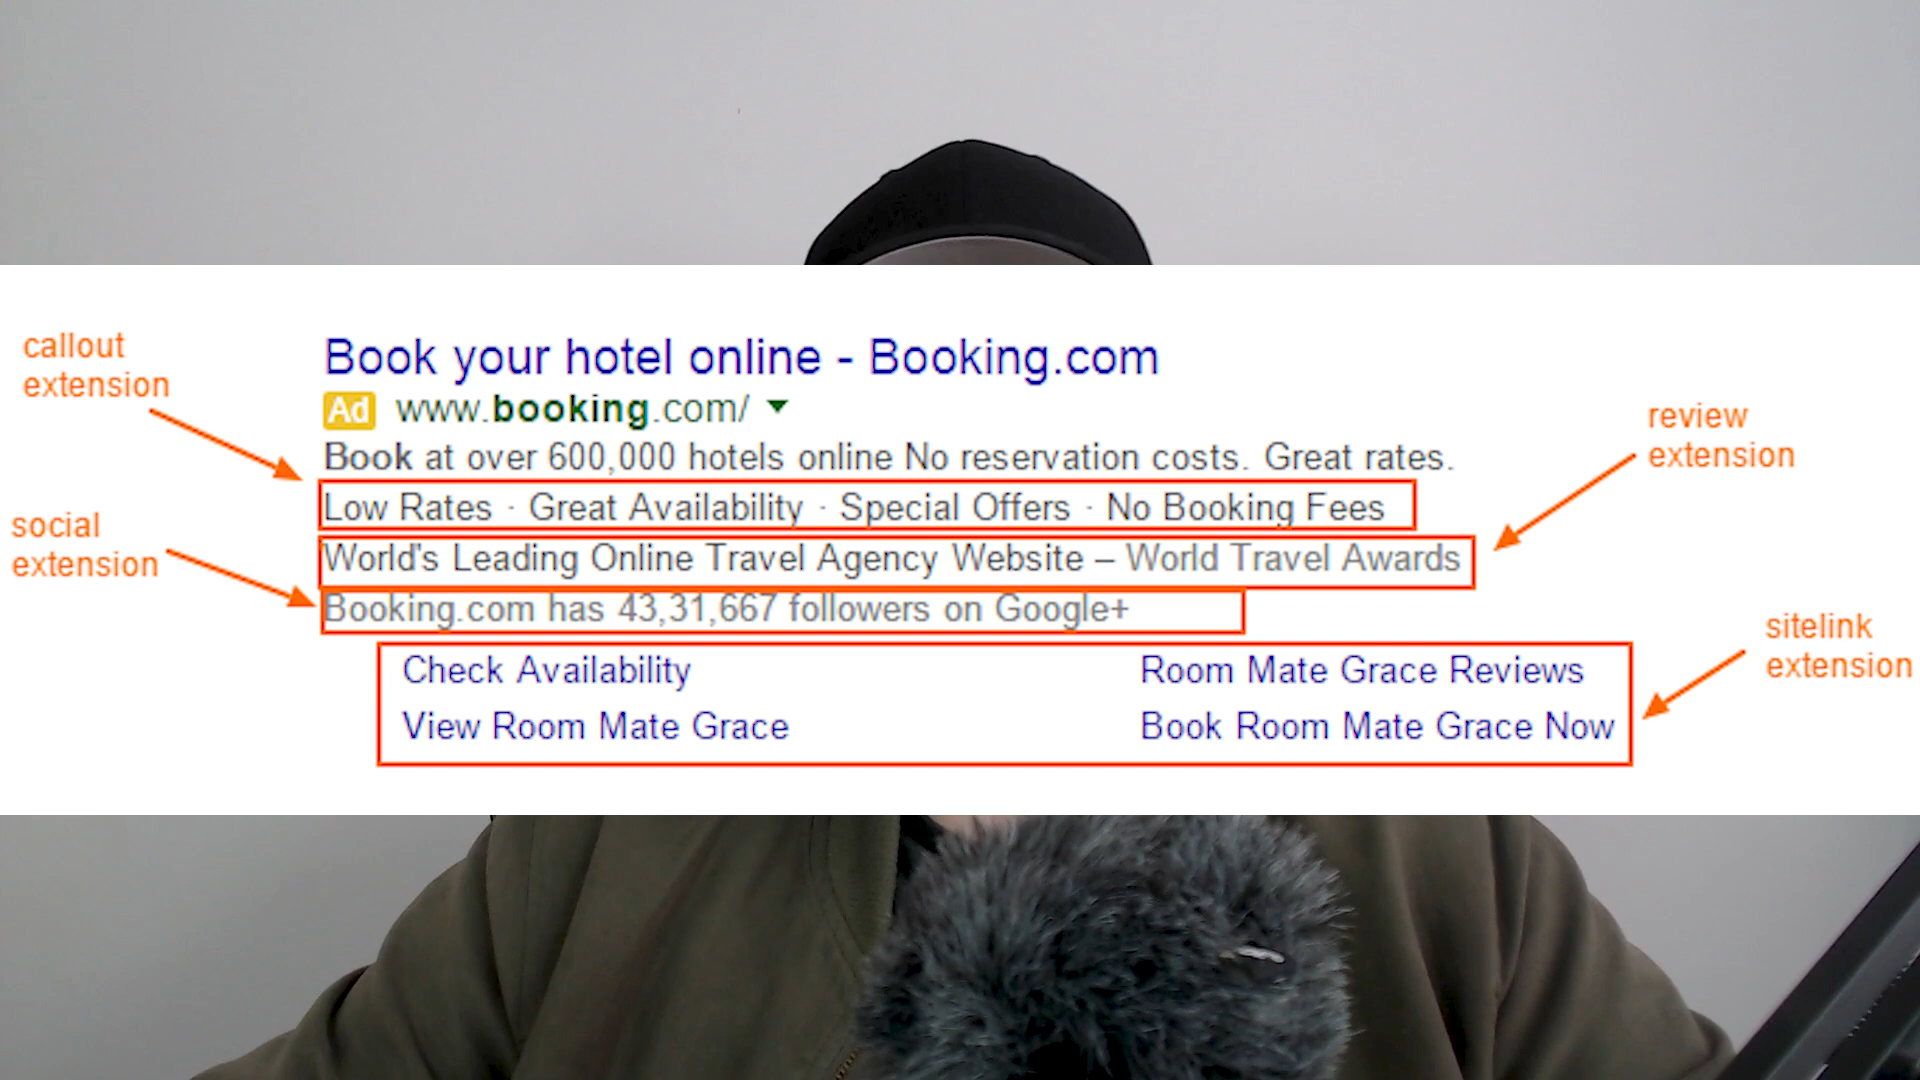 callout
extension
Book your hotel online - Booking.com
Ad www.booking.com/
Book at over 600,000 hotels online No reservation costs. Great rates.
Low Rates · Great Availability · Special Offers · No Booking Fees
World's Leading Online Travel Agency Website – World Travel Awards
Booking.com has 43,31,667 followers on Google+
social
extension
review
extension
Check Availability
Room Mate Grace Reviews
View Room Mate Grace
Book Room Mate Grace Now
sitelink
extension